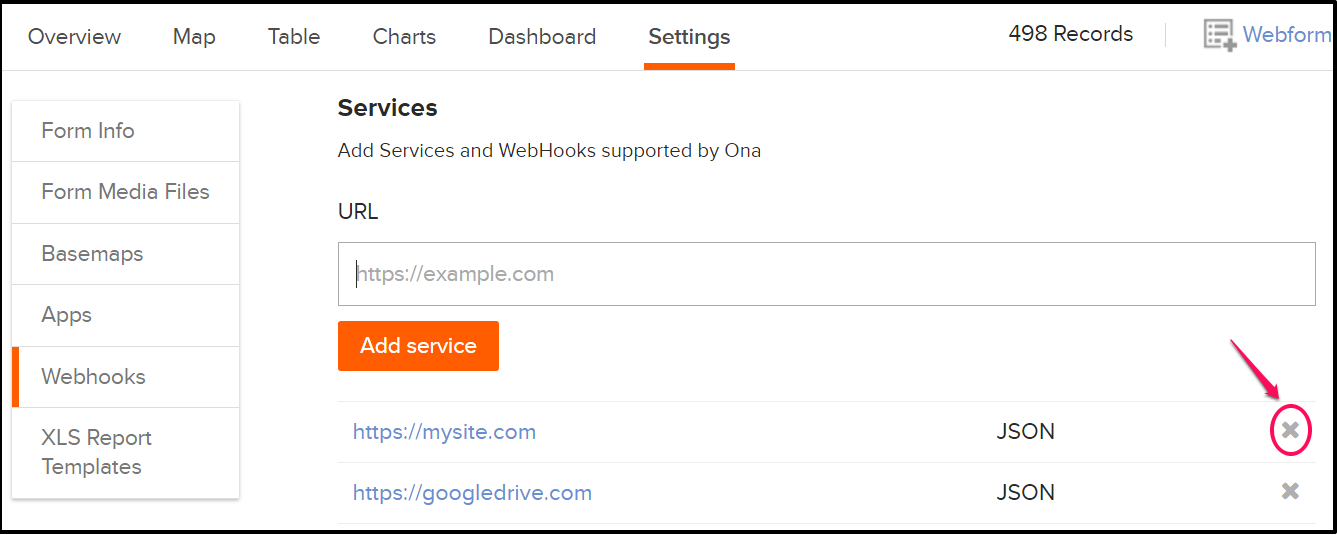 Overview Map Table Charts Dashboard Settings 498 Records Webform
Form Info
Form Media Files
Basemaps
Apps
Webhooks
XLS Report
Templates
Services
Add Services and WebHooks supported by Ona
URL
https://example.com
Add service
https://mysite.com JSON
https://googledrive.com JSON